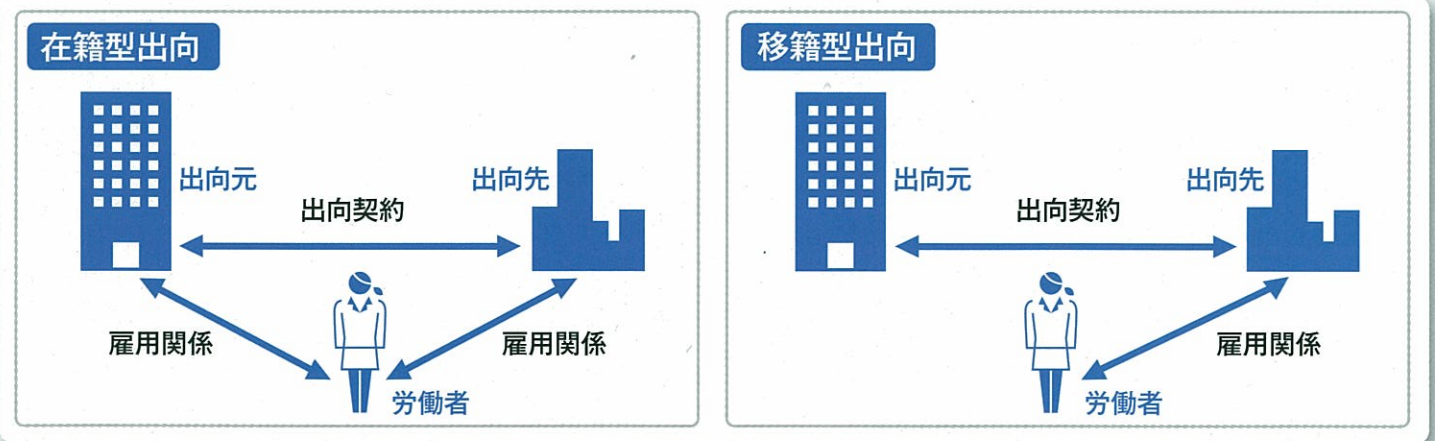 在籍型出向
出向元
出向先
出向契約
雇用関係
雇用関係
労働者
移籍型出向
出向元
出向先
出向契約
雇用関係
労働者